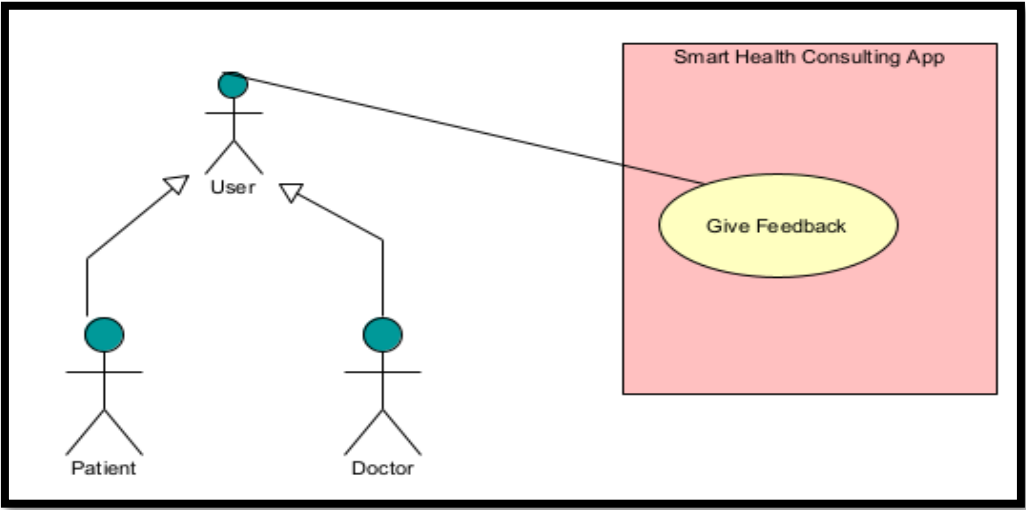 Smart Health Consulting App
User
Give Feedback
Patient
Doctor